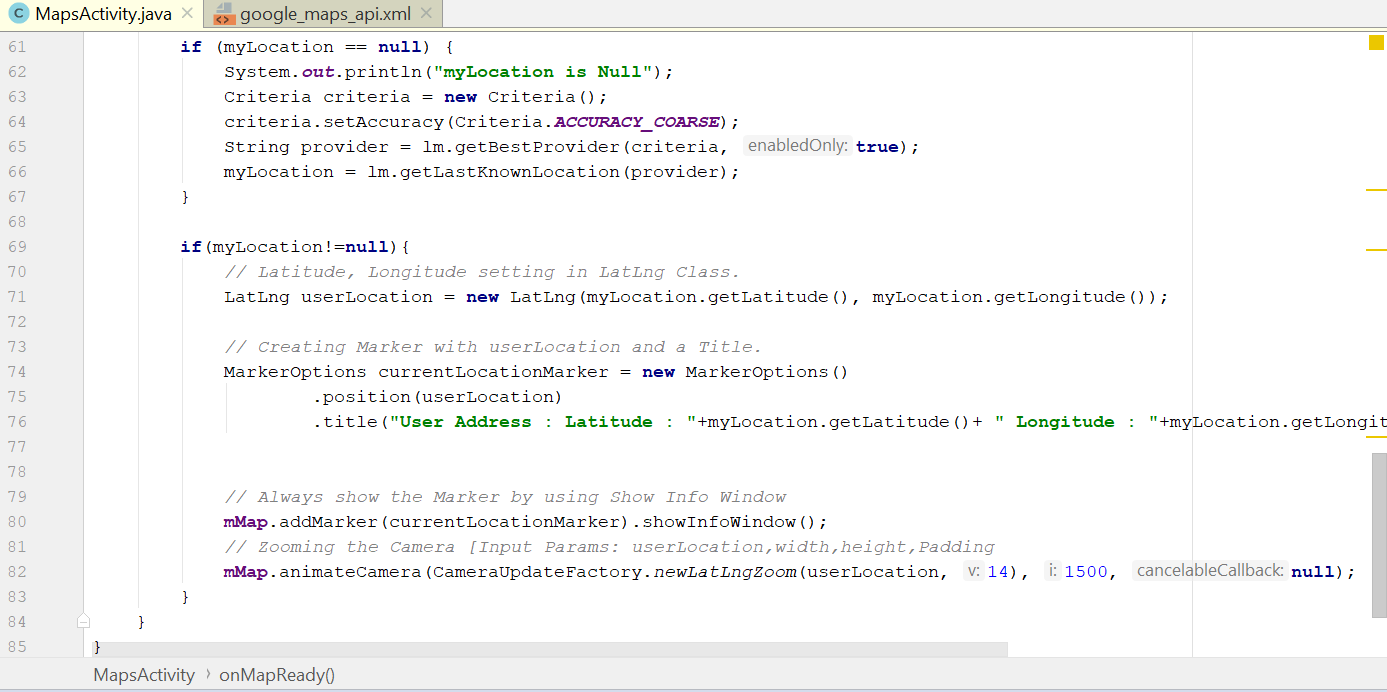 MapsActivity.java google_maps_api.xml
61 if (myLocation == null) {
62 System.out.println("myLocation is Null");
63 Criteria criteria = new Criteria();
64 criteria.setAccuracy(Criteria.ACCURACY_COARSE);
65 String provider = lm.getBestProvider(criteria, enabledOnly: true);
66 myLocation = lm.getLastKnownLocation(provider);
67 }
68
69 if(myLocation!=null){
70 // Latitude, Longitude setting in LatLng Class.
71 LatLng userLocation = new LatLng(myLocation.getLatitude(), myLocation.getLongitude());
72
73 // Creating Marker with userLocation and a Title.
74 MarkerOptions currentLocationMarker = new MarkerOptions()
75 .position(userLocation)
76 .title("User Address : Latitude : "+myLocation.getLatitude()+ " Longitude : "+myLocation.getLongit
77
78
79 // Always show the Marker by using Show Info Window
80 mMap.addMarker(currentLocationMarker).showInfoWindow();
81 // Zooming the Camera [Input Params: userLocation,width,height,Padding
82 mMap.animateCamera(CameraUpdateFactory.newLatLngZoom(userLocation, v: 14), i: 1500, cancelableCallback: null);
83 }
84 }
85 }
MapsActivity › onMapReady()